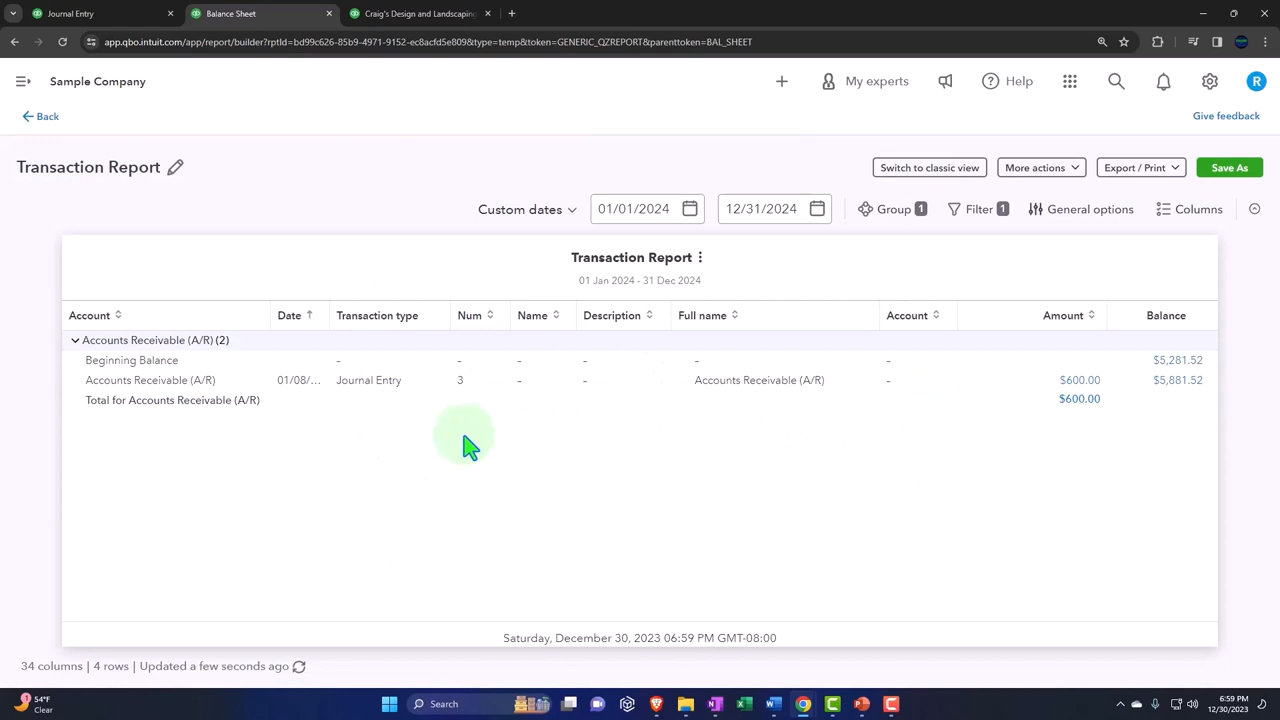 Journal Entry
Balance Sheet
Craig's Design and Landscaping
app.qbo.intuit.com/app/report/builder?rptId=bd99c626-85b9-4971-9152-ec8acfd5e809&type=temp&token=GENERIC_QZREPORT&parenttoken=BAL_SHEET
Sample Company
My experts
Help
R
Back
Give feedback
Transaction Report
Switch to classic view
More actions
Export / Print
Save As
Custom dates
01/01/2024
12/31/2024
Group 1
Filter 1
General options
Columns
Transaction Report
01 Jan 2024 - 31 Dec 2024
Account Date Transaction type Num Name Description Full name Account Amount Balance
Accounts Receivable (A/R) (2)
Beginning Balance – – – – – – $5,281.52
Accounts Receivable (A/R) 01/08/... Journal Entry 3 – – Accounts Receivable (A/R) – $600.00 $5,881.52
Total for Accounts Receivable (A/R) $600.00
Saturday, December 30, 2023 06:59 PM GMT-08:00
34 columns | 4 rows | Updated a few seconds ago
54°F
Clear
Search
6:59 PM
12/30/2023